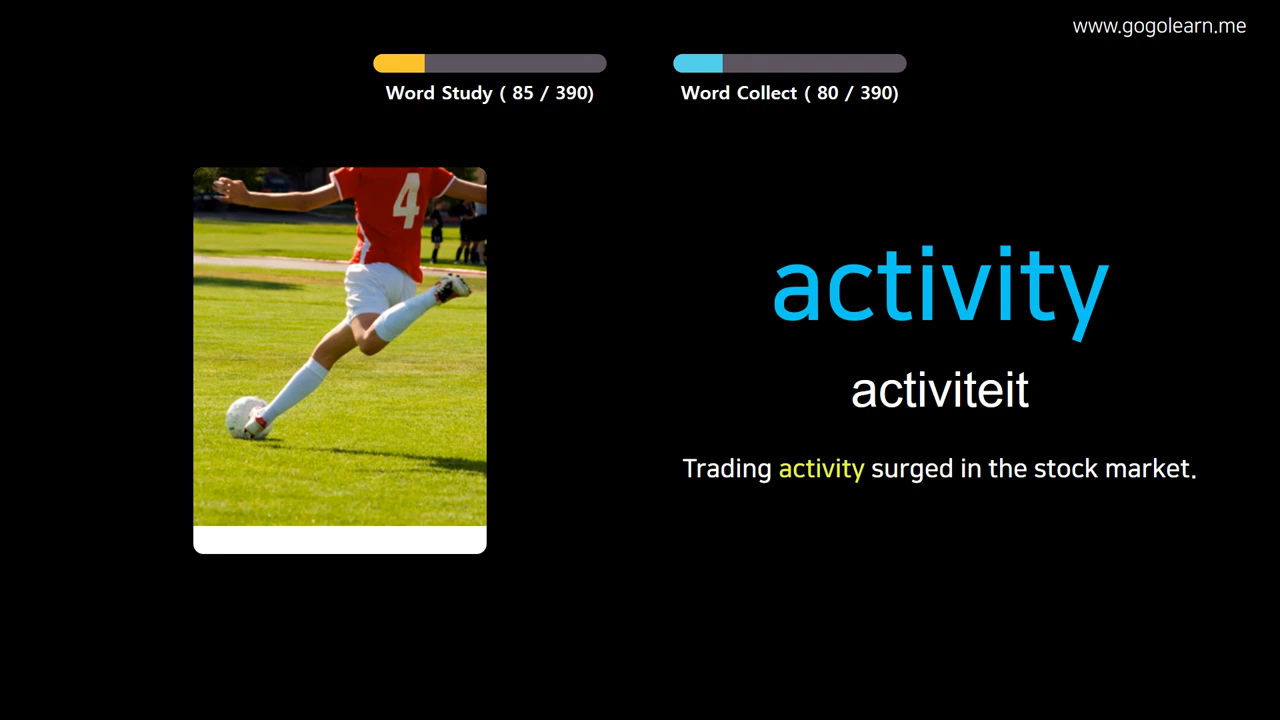 www.gogolearn.me
Word Study ( 85 / 390)
Word Collect ( 80 / 390)
4
activity
activiteit
Trading activity surged in the stock market.